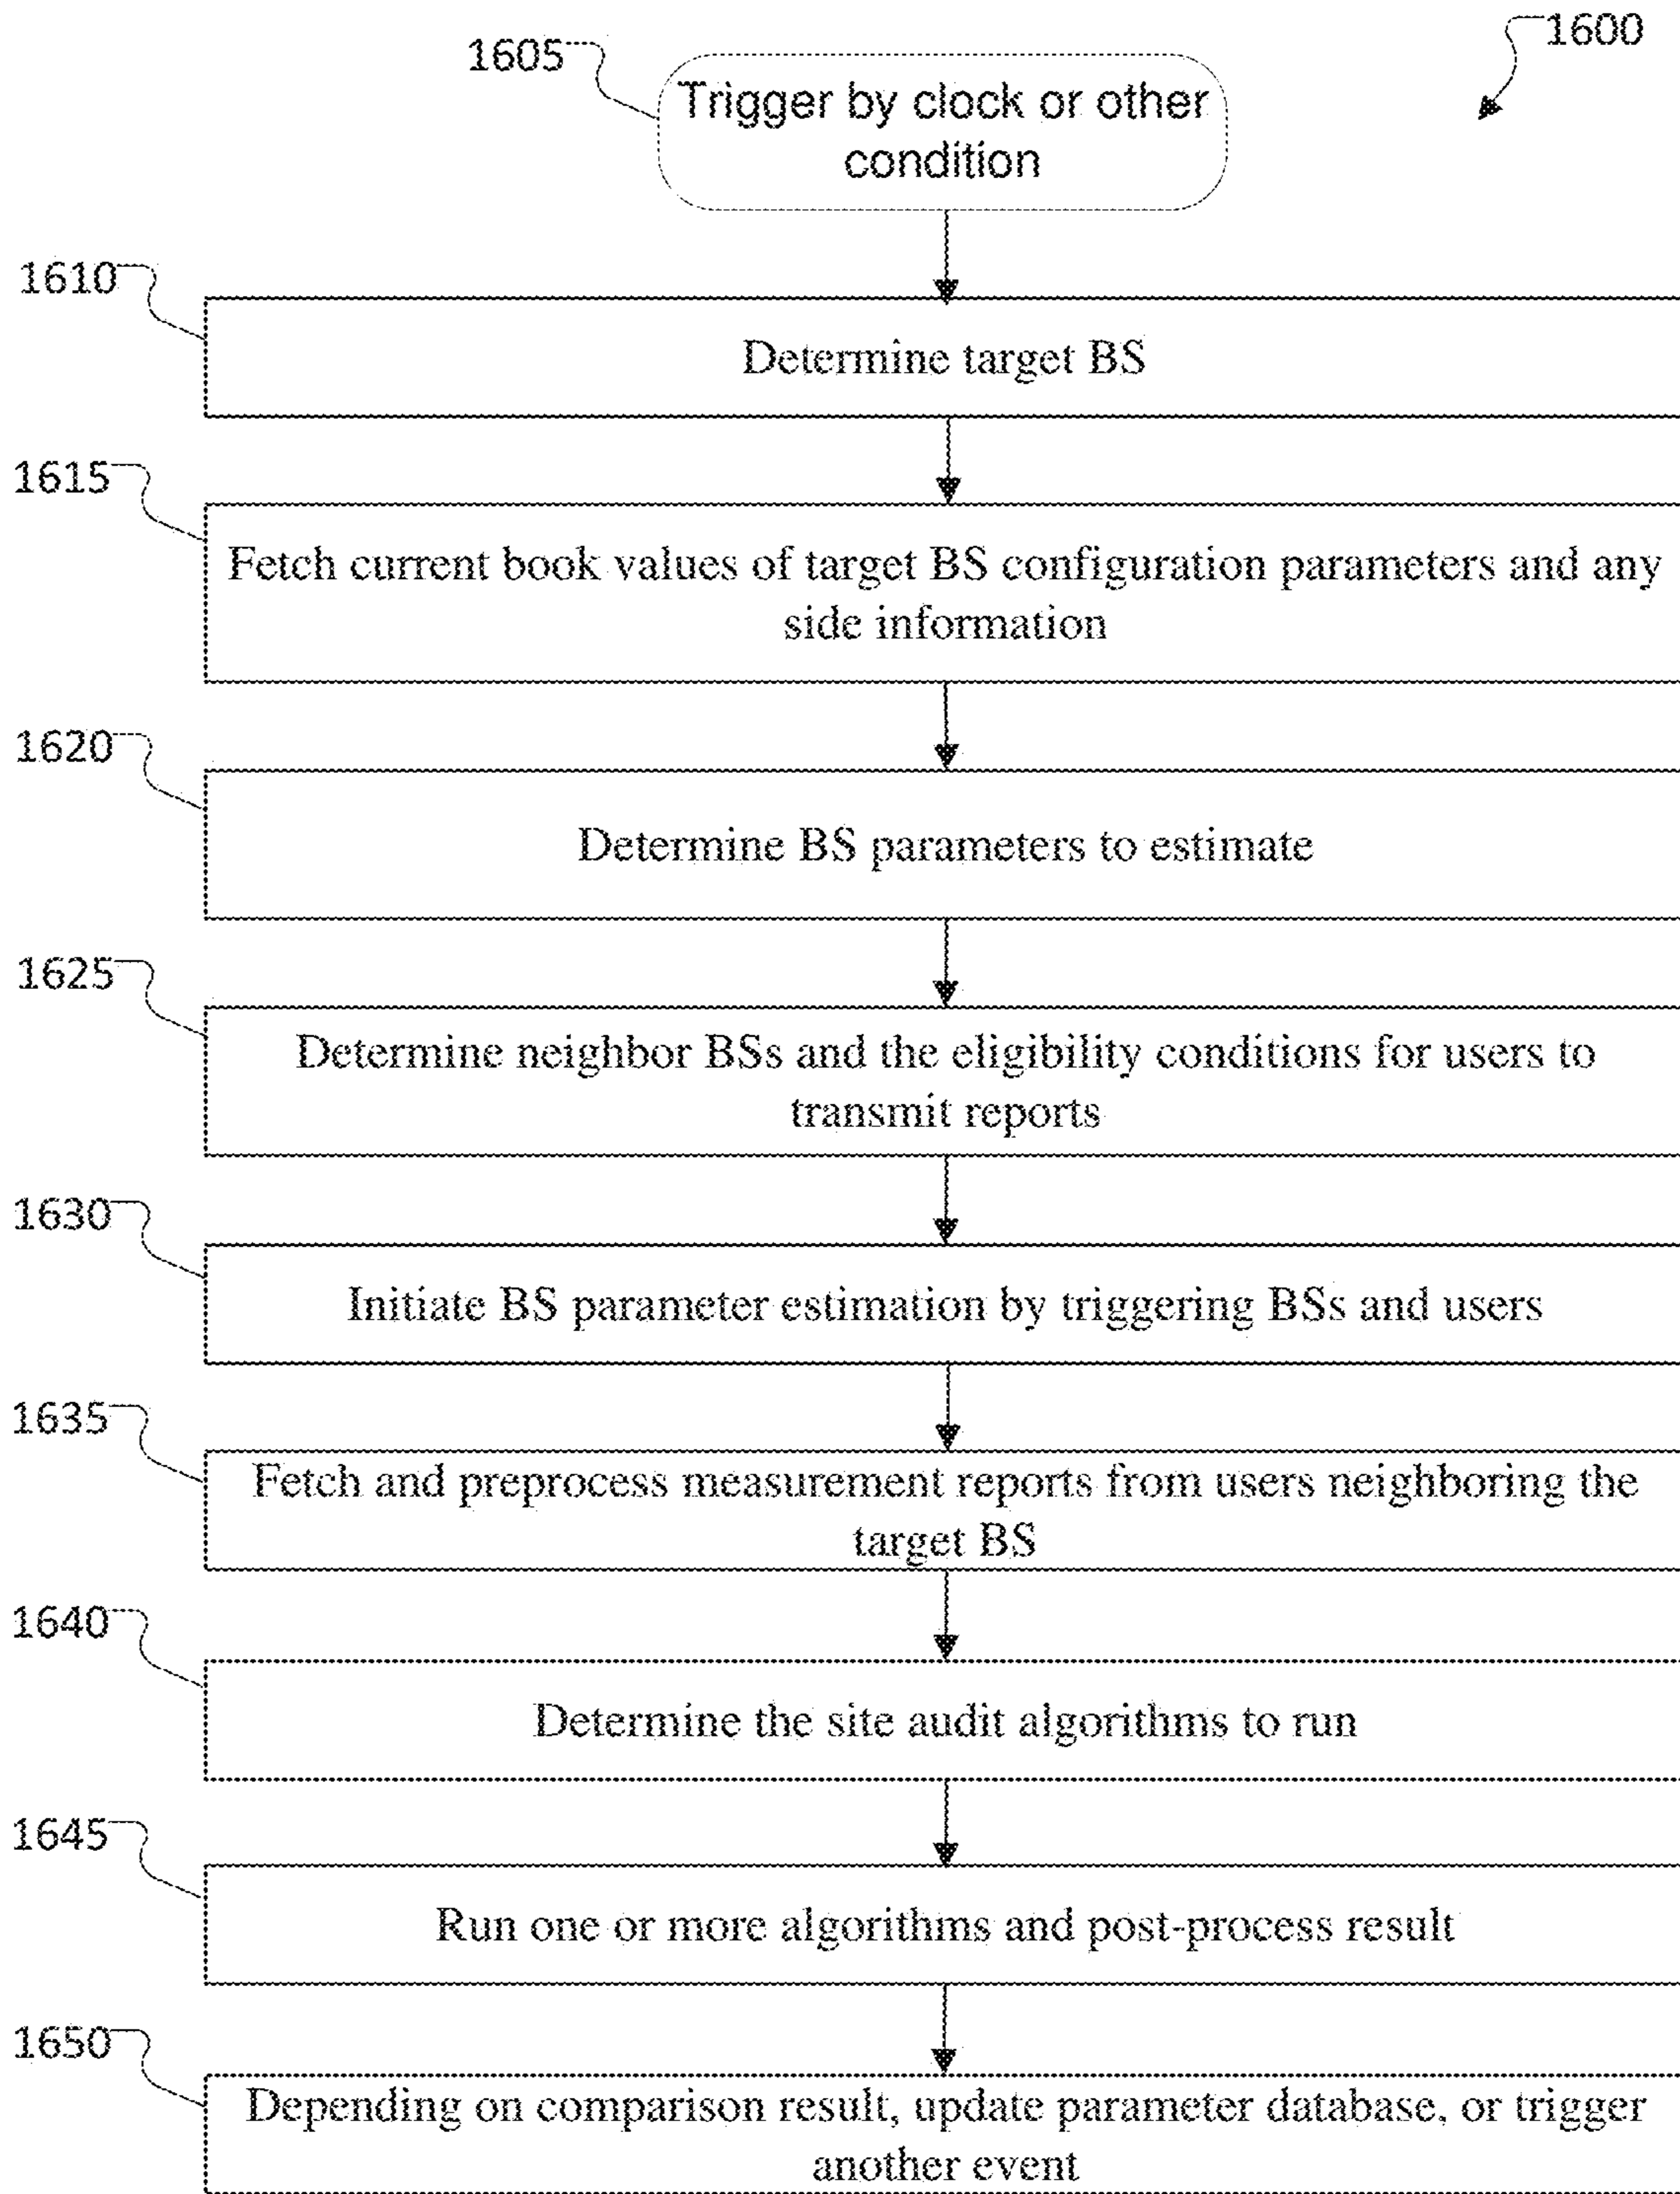 1600
1605
Trigger by clock or other
condition
1610
Determine target BS
1615
Fetch current book values of target BS configuration parameters and any
side information
1620
Determine BS parameters to estimate
1625
Determine neighbor BSs and the eligibility conditions for users to
transmit reports
1630
Initiate BS parameter estimation by triggering BSs and users
1635
Fetch and preprocess measurement reports from users neighboring the
target BS
1640
Determine the site audit algorithms to run
1645
Run one or more algorithms and post-process result
1650
Depending on comparison result, update parameter database, or trigger
another event